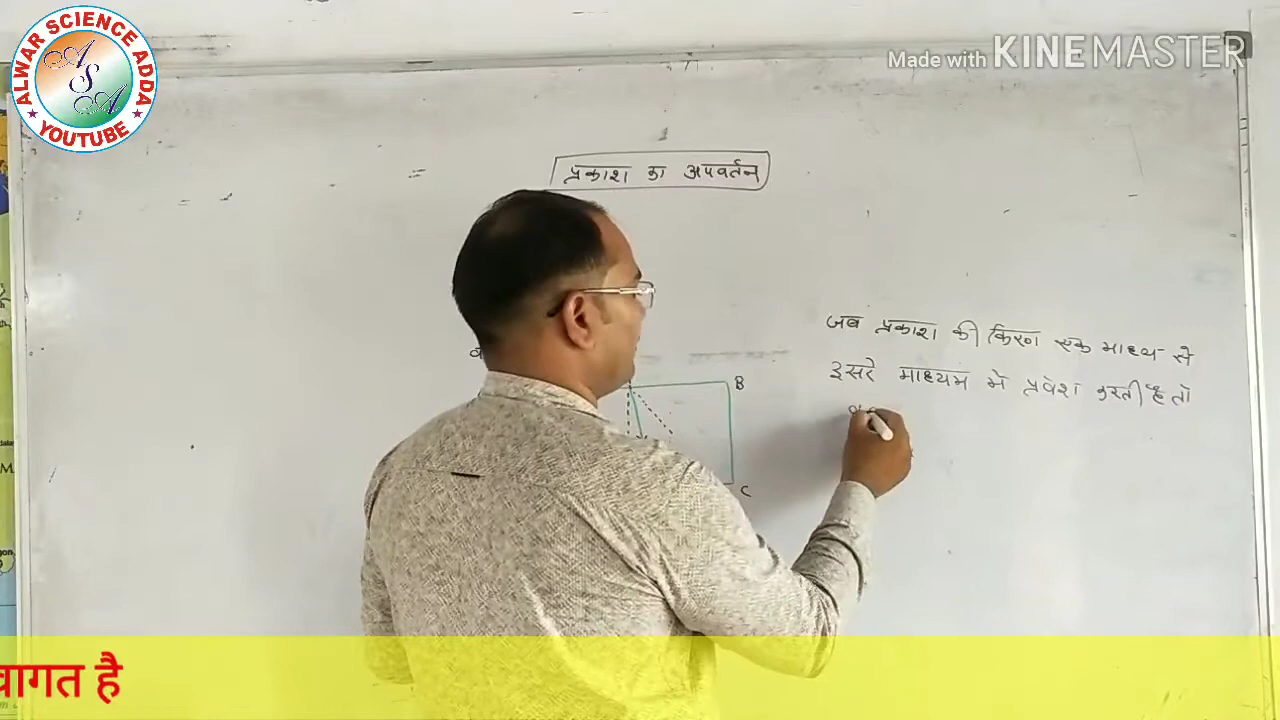 ALWAR SCIENCE ADDA
ASA
YOUTUBE
Made with KINEMASTER
प्रकाश का अपवर्तन
जब प्रकाश की किरण एक माध्य से
दुसरे माध्यम मे प्रवेश करती है तो
B
C
वागत है